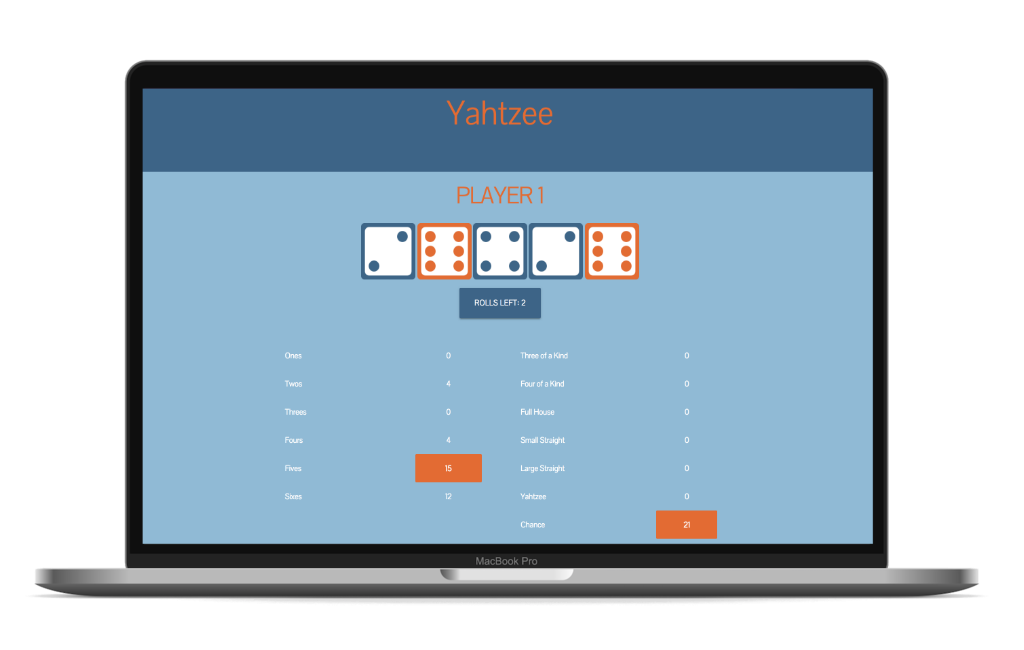 Yahtzee
PLAYER 1
ROLLS LEFT: 2
Ones 0 Three of a Kind 0
Twos 4 Four of a Kind 0
Threes 0 Full House 0
Fours 4 Small Straight 0
Fives 15 Large Straight 0
Sixes 12 Yahtzee 0
Chance 21
MacBook Pro